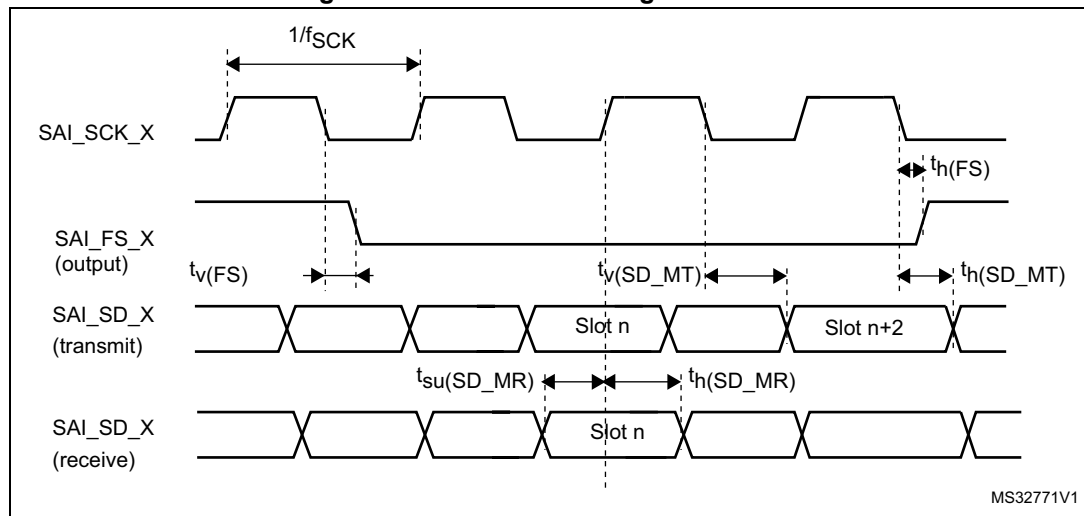 1/fSCK
SAI_SCK_X
th(FS)
SAI_FS_X
(output)
tv(FS)
tv(SD_MT)
th(SD_MT)
SAI_SD_X
(transmit)
Slot n
Slot n+2
tsu(SD_MR)
th(SD_MR)
SAI_SD_X
(receive)
Slot n
MS32771V1